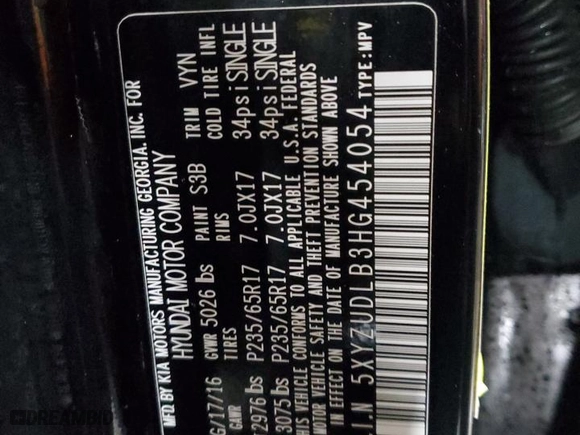 MFD BY KIA MOTORS MANUFACTURING GEORGIA, INC. FOR
HYUNDAI MOTOR COMPANY
/17/16 GVWR 5026 lbs PAINT S3B TRIM VYN
GAWR TIRES RIMS COLD TIRE INFL
2976 lbs P235/65R17 7.0JX17 34psi SINGLE
3075 lbs P235/65R17 7.0JX17 34psi SINGLE
THIS VEHICLE CONFORMS TO ALL APPLICABLE U.S.A. FEDERAL
MOTOR VEHICLE SAFETY AND THEFT PREVENTION STANDARDS
IN EFFECT ON THE DATE OF MANUFACTURE SHOWN ABOVE
5XYZUDLB3HG454054 TYPE:MPV
DREAMBID